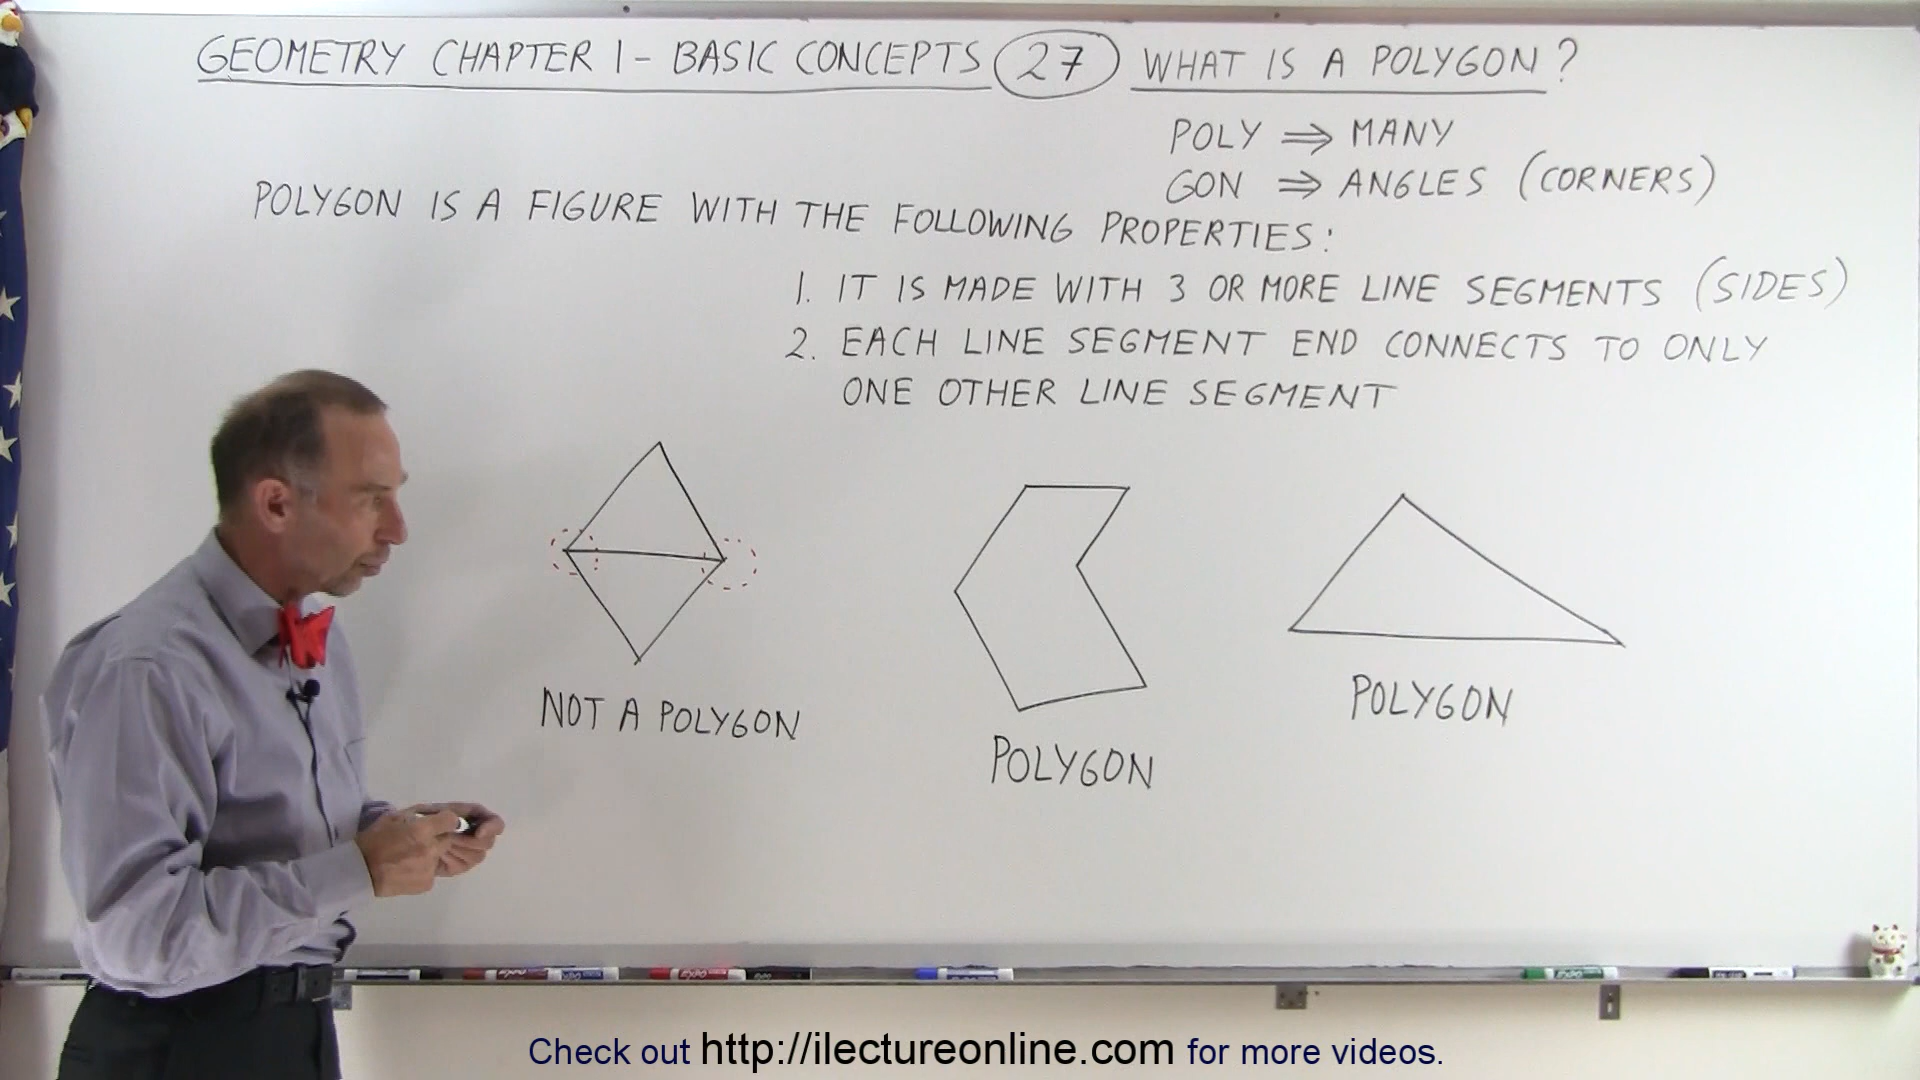 GEOMETRY CHAPTER 1 - BASIC CONCEPTS 27 WHAT IS A POLYGON?
POLY ⇒ MANY
GON ⇒ ANGLES (CORNERS)
POLYGON IS A FIGURE WITH THE FOLLOWING PROPERTIES:
1. IT IS MADE WITH 3 OR MORE LINE SEGMENTS (SIDES)
2. EACH LINE SEGMENT END CONNECTS TO ONLY
ONE OTHER LINE SEGMENT
NOT A POLYGON
POLYGON
POLYGON
Check out http://ilectureonline.com for more videos.